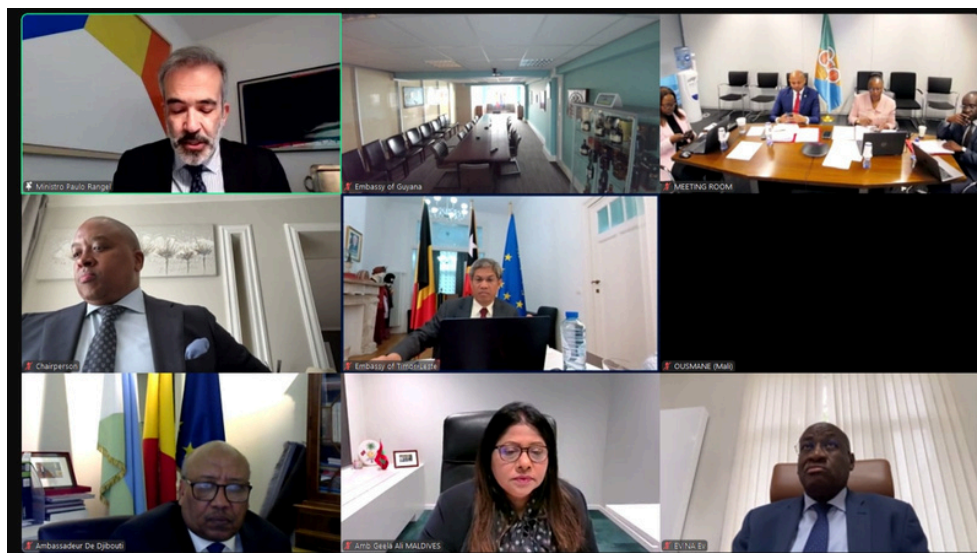 Ministro Paulo Rangel
Embassy of Guyana
MEETING ROOM
Chairperson
Embassy of Timor-Leste
OUSMANE (Mali)
Ambassadeur De Djibouti
Amb Geela Ali MALDIVES
EVINA E